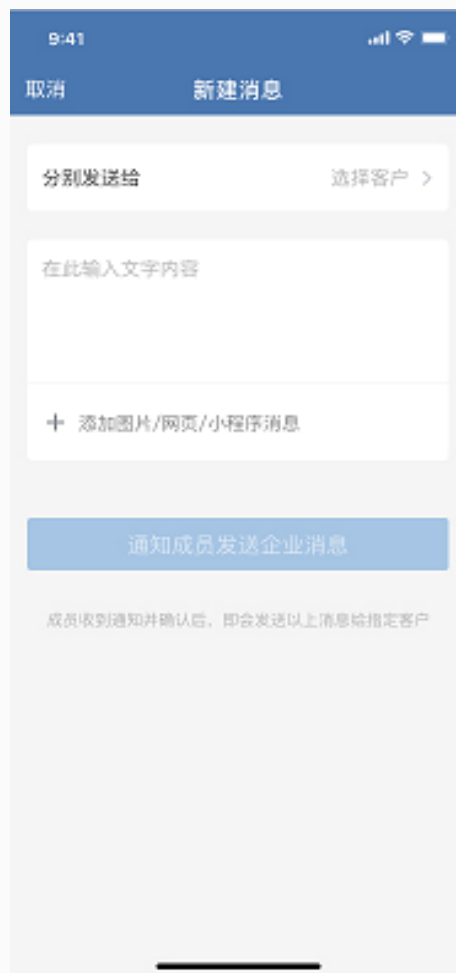 9:41
取消 新建消息
分别发送给 选择客户 >
在此输入文字内容
+ 添加图片/网页/小程序消息
通知成员发送企业消息
成员收到通知并确认后，即会发送以上消息给指定客户